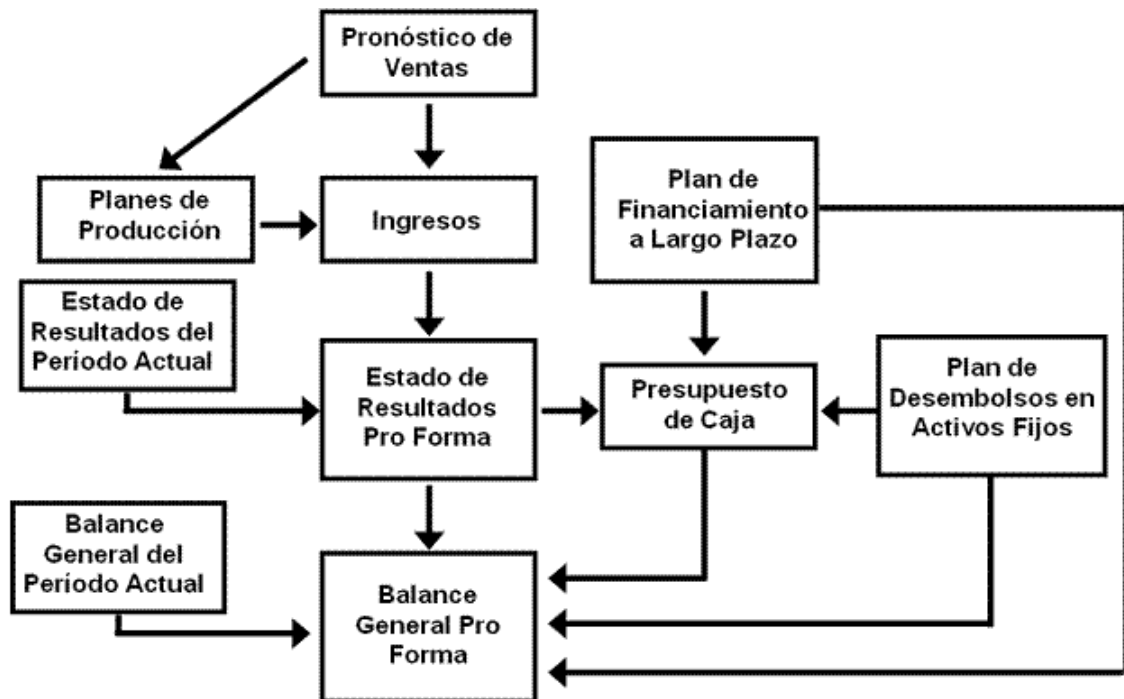 Pronóstico de
Ventas
Planes de
Producción
Ingresos
Plan de
Financiamiento
a Largo Plazo
Estado de
Resultados del
Período Actual
Estado de
Resultados
Pro Forma
Presupuesto
de Caja
Plan de
Desembolsos en
Activos Fijos
Balance
General del
Período Actual
Balance
General Pro
Forma